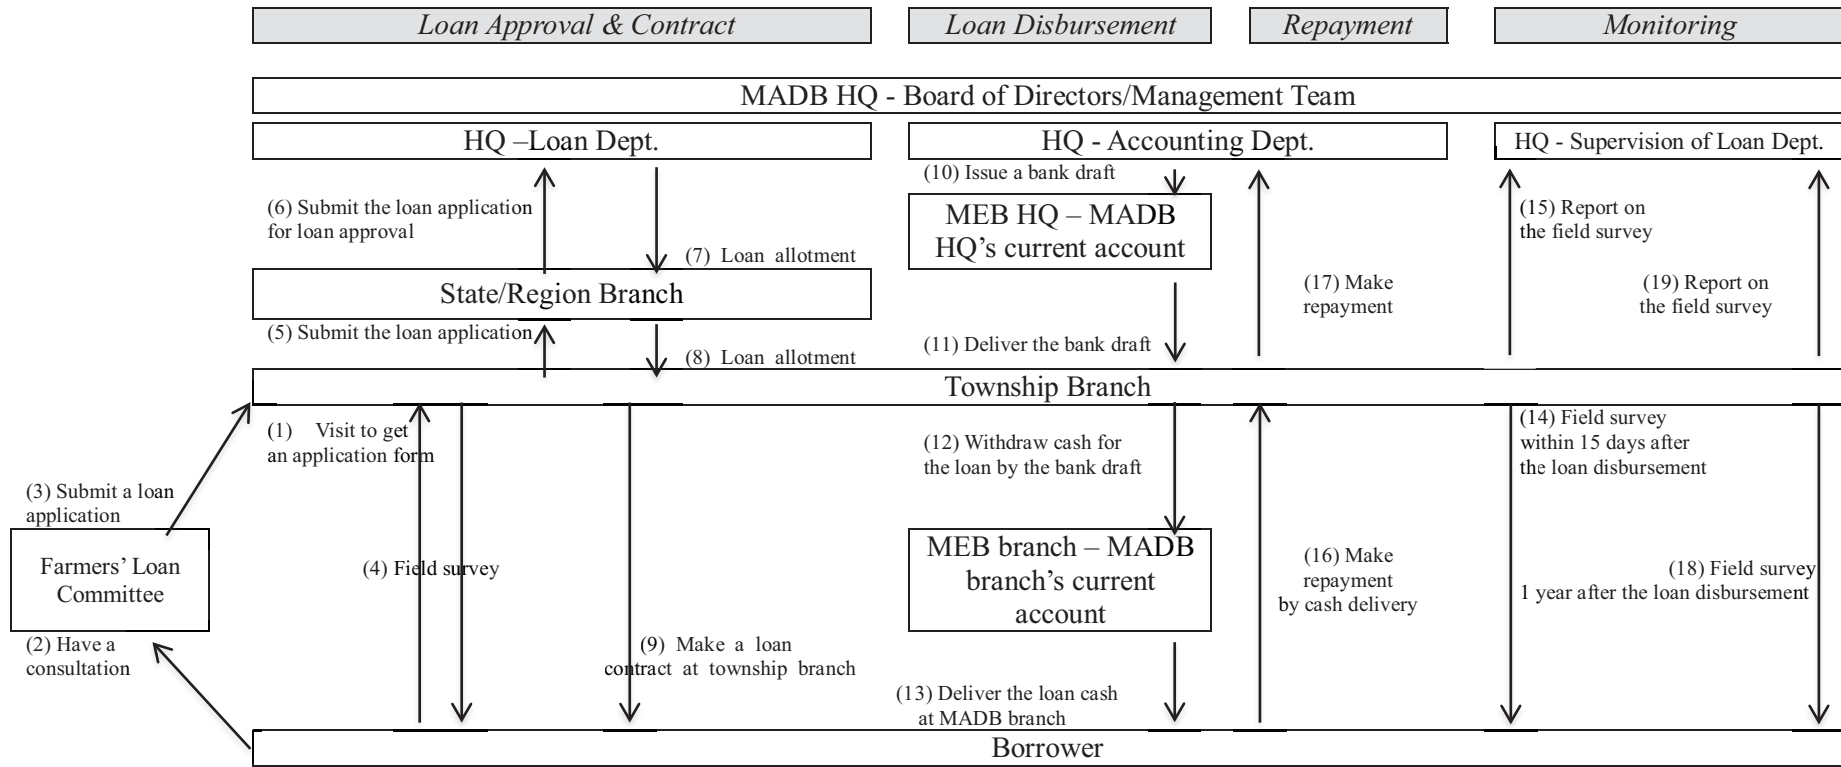 Loan Approval & Contract
Loan Disbursement
Repayment
Monitoring
MADB HQ - Board of Directors/Management Team
HQ –Loan Dept.
HQ - Accounting Dept.
HQ - Supervision of Loan Dept.
(6) Submit the loan application
for loan approval
(7) Loan allotment
State/Region Branch
(5) Submit the loan application
(8) Loan allotment
(10) Issue a bank draft
MEB HQ – MADB
HQ's current account
(11) Deliver the bank draft
(17) Make
repayment
(15) Report on
the field survey
(19) Report on
the field survey
Township Branch
(1) Visit to get
an application form
(3) Submit a loan
application
Farmers' Loan
Committee
(2) Have a
consultation
(4) Field survey
(9) Make a loan
contract at township branch
(12) Withdraw cash for
the loan by the bank draft
MEB branch – MADB
branch's current
account
(13) Deliver the loan cash
at MADB branch
(16) Make
repayment
by cash delivery
(14) Field survey
within 15 days after
the loan disbursement
(18) Field survey
1 year after the loan disbursement
Borrower